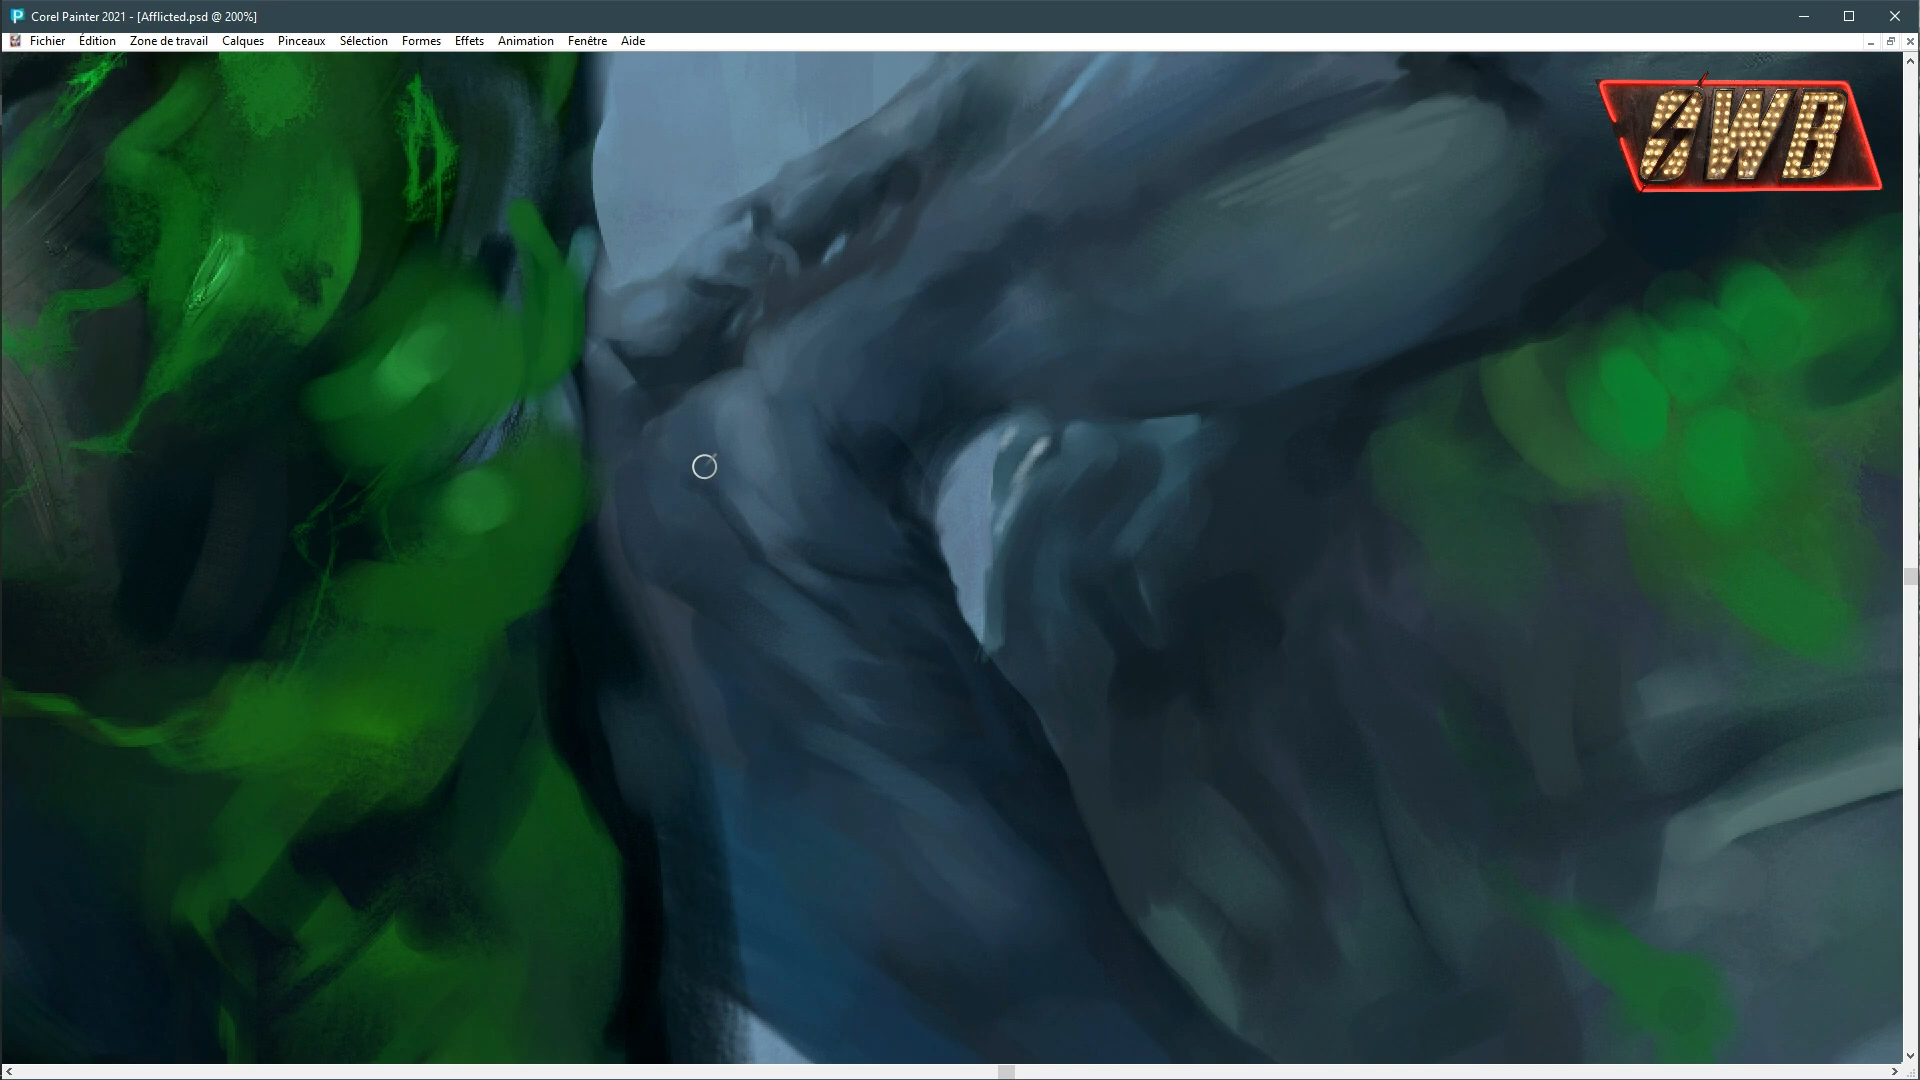 Corel Painter 2021 - [Afflicted.psd @ 200%]
Fichier Édition Zone de travail Calques Pinceaux Sélection Formes Effets Animation Fenêtre Aide
GWB